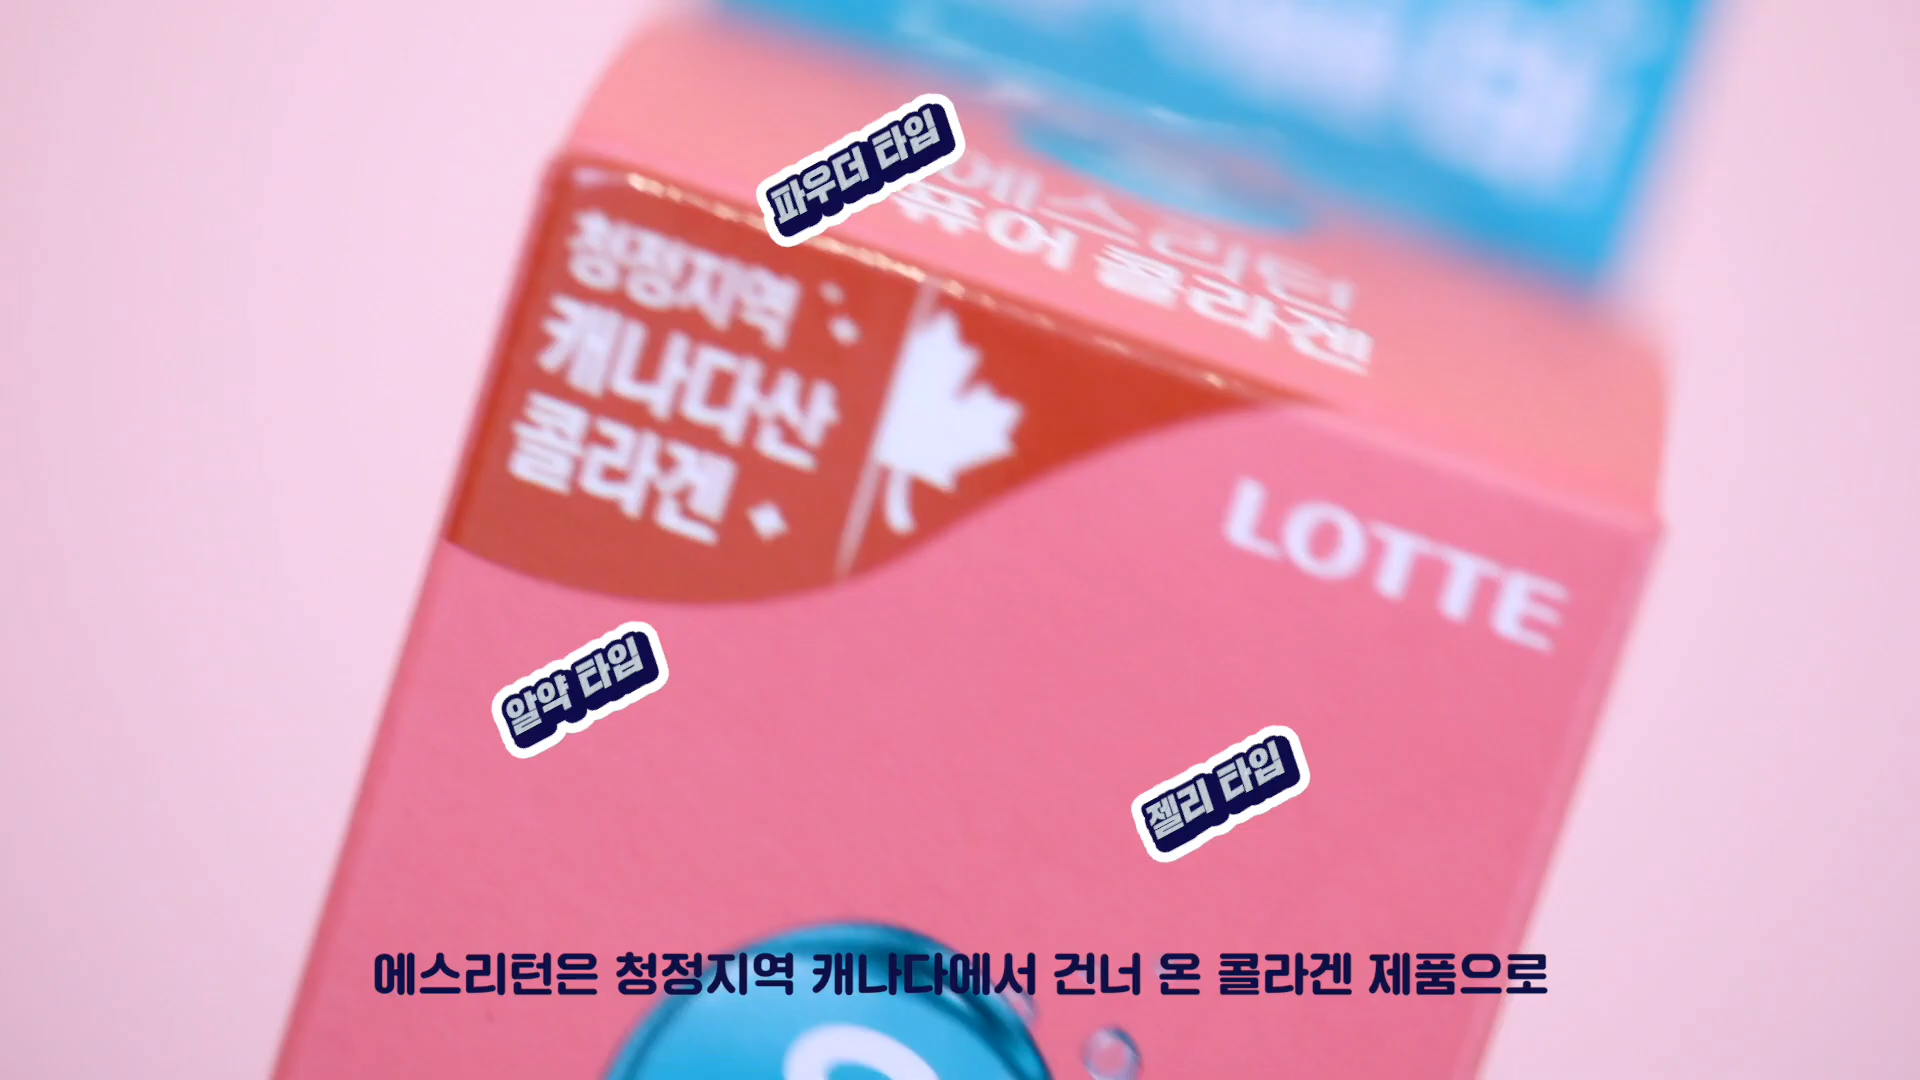 파우더 타입
에스리턴
퓨어 콜라겐
청정지역
캐나다산
콜라겐
LOTTE
알약 타입
젤리 타입
에스리턴은 청정지역 캐나다에서 건너 온 콜라겐 제품으로